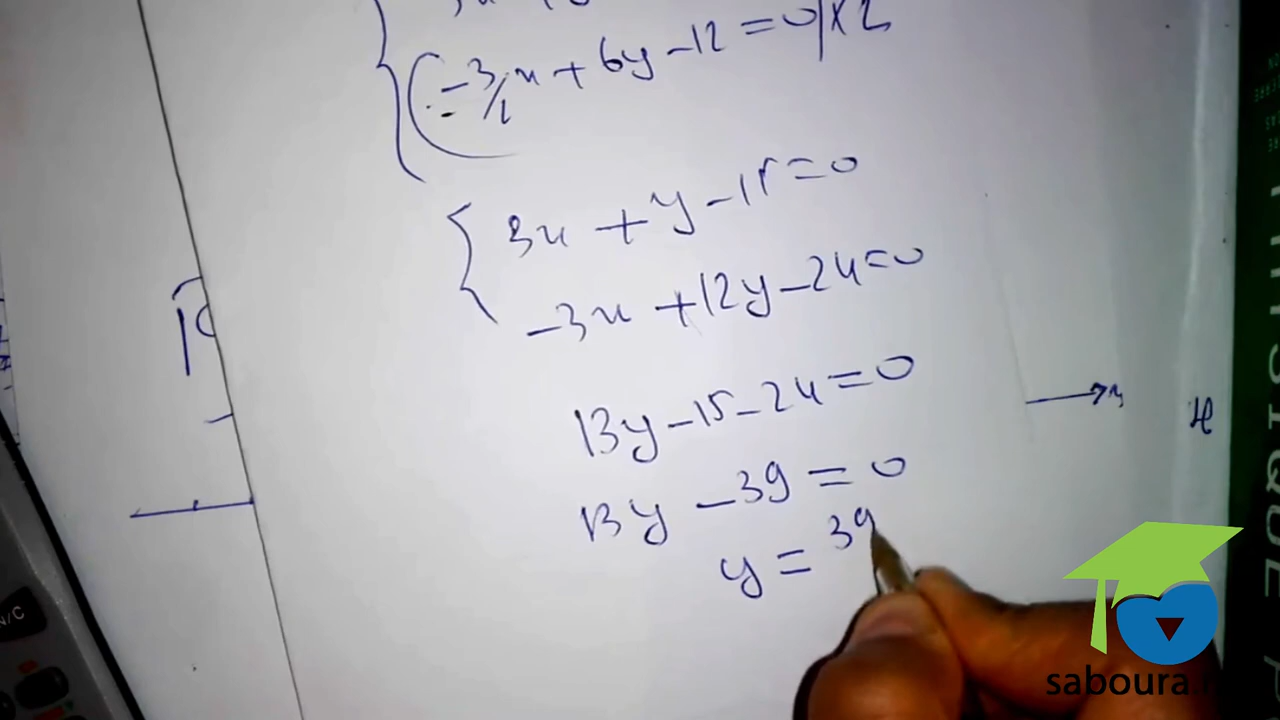 -3/2x + 6y - 12 = 0 | x 2
3x + y - 15 = 0
-3x + 12y - 24 = 0
13y - 15 - 24 = 0
13y - 39 = 0
y = 39
N/C
saboura.